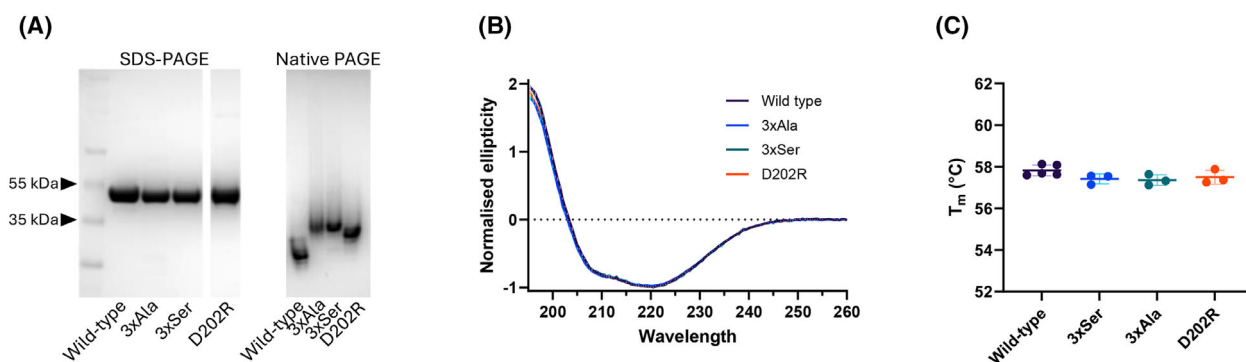 (A)
SDS-PAGE
Native PAGE
55 kDa
35 kDa
Wild-type
3xAla
3xSer
D202R
Wild-type
3xAla
3xSer
D202R
(B)
Normalised ellipticity
2
1
0
-1
200
210
220
230
240
250
260
Wavelength
Wild type
3xAla
3xSer
D202R
(C)
Tm (°C)
62
60
58
56
54
52
Wild-type
3xSer
3xAla
D202R